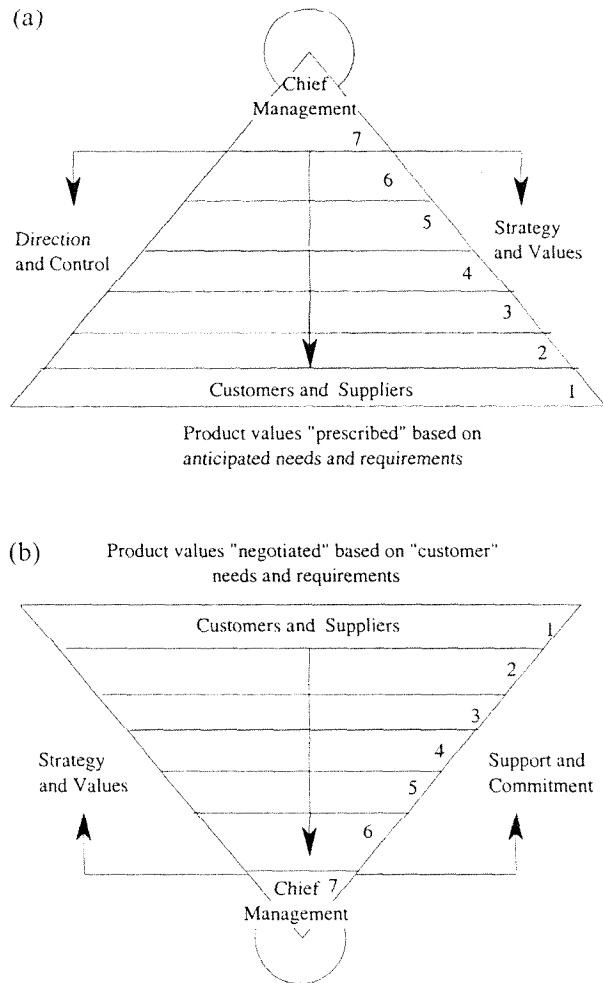 (a)
Chief
Management
7
6
5
Direction
and Control
Strategy
and Values
4
3
2
Customers and Suppliers
1
Product values "prescribed" based on
anticipated needs and requirements
(b)
Product values "negotiated" based on "customer"
needs and requirements
Customers and Suppliers
1
2
3
4
Strategy
and Values
Support and
Commitment
5
6
Chief 7
Management